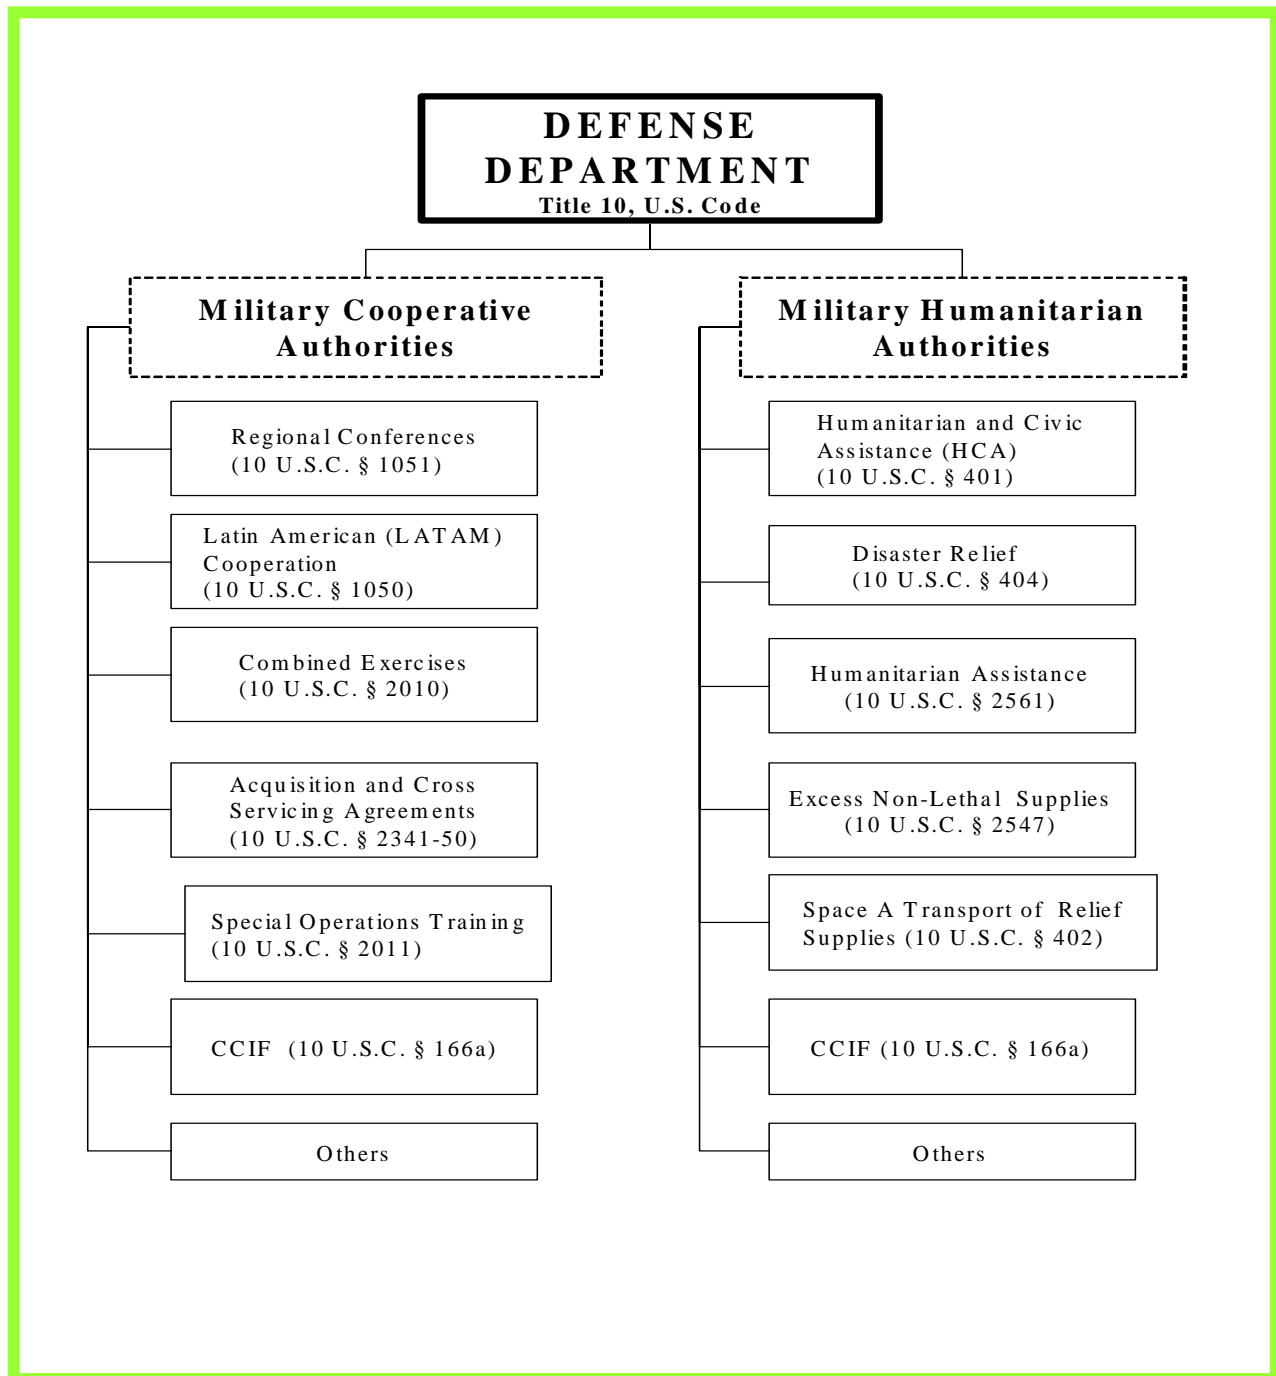 DEFENSE
DEPARTMENT
Title 10, U.S. Code
Military Cooperative
Authorities
Regional Conferences
(10 U.S.C. § 1051)
Latin American (LATAM)
Cooperation
(10 U.S.C. § 1050)
Combined Exercises
(10 U.S.C. § 2010)
Acquisition and Cross
Servicing Agreements
(10 U.S.C. § 2341-50)
Special Operations Training
(10 U.S.C. § 2011)
CCIF (10 U.S.C. § 166a)
Others
Military Humanitarian
Authorities
Humanitarian and Civic
Assistance (HCA)
(10 U.S.C. § 401)
Disaster Relief
(10 U.S.C. § 404)
Humanitarian Assistance
(10 U.S.C. § 2561)
Excess Non-Lethal Supplies
(10 U.S.C. § 2547)
Space A Transport of Relief
Supplies (10 U.S.C. § 402)
CCIF (10 U.S.C. § 166a)
Others